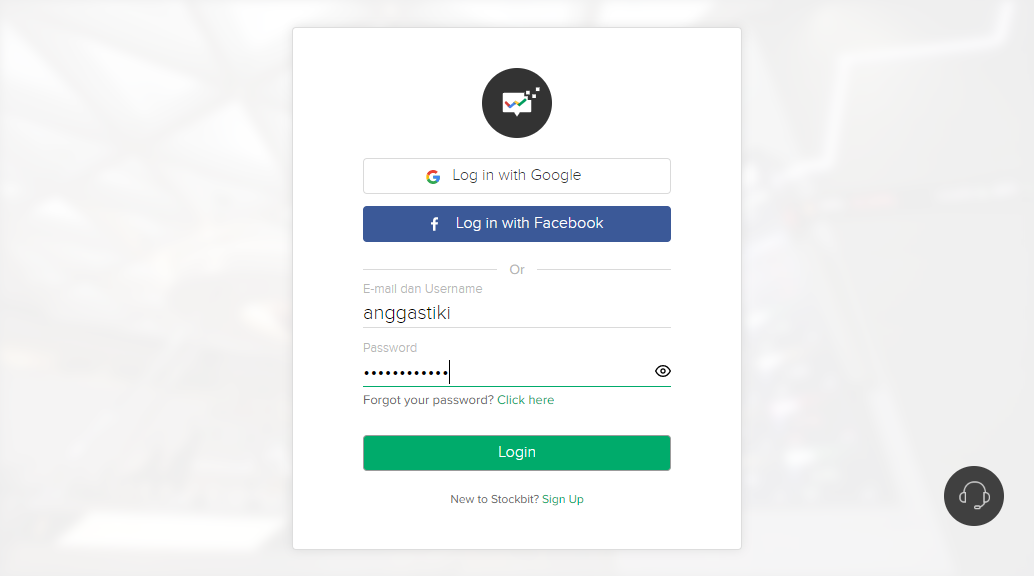 Log in with Google
Log in with Facebook
Or
E-mail dan Username
anggastiki
Password
••••••••••••
Forgot your password? Click here
Login
New to Stockbit? Sign Up